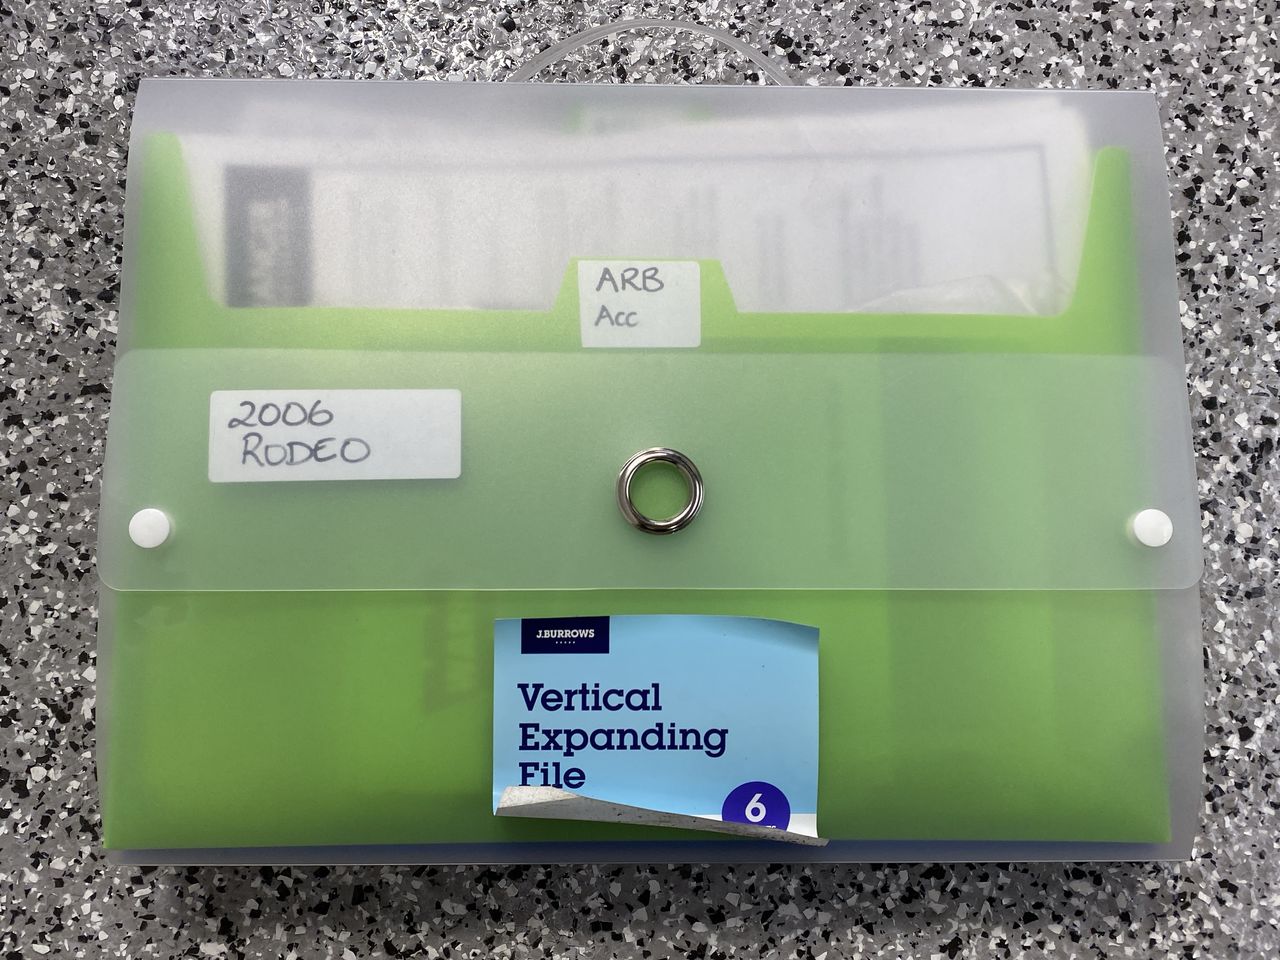 ARB
Acc
2006
RODEO
J.BURROWS
Vertical
Expanding
File
6